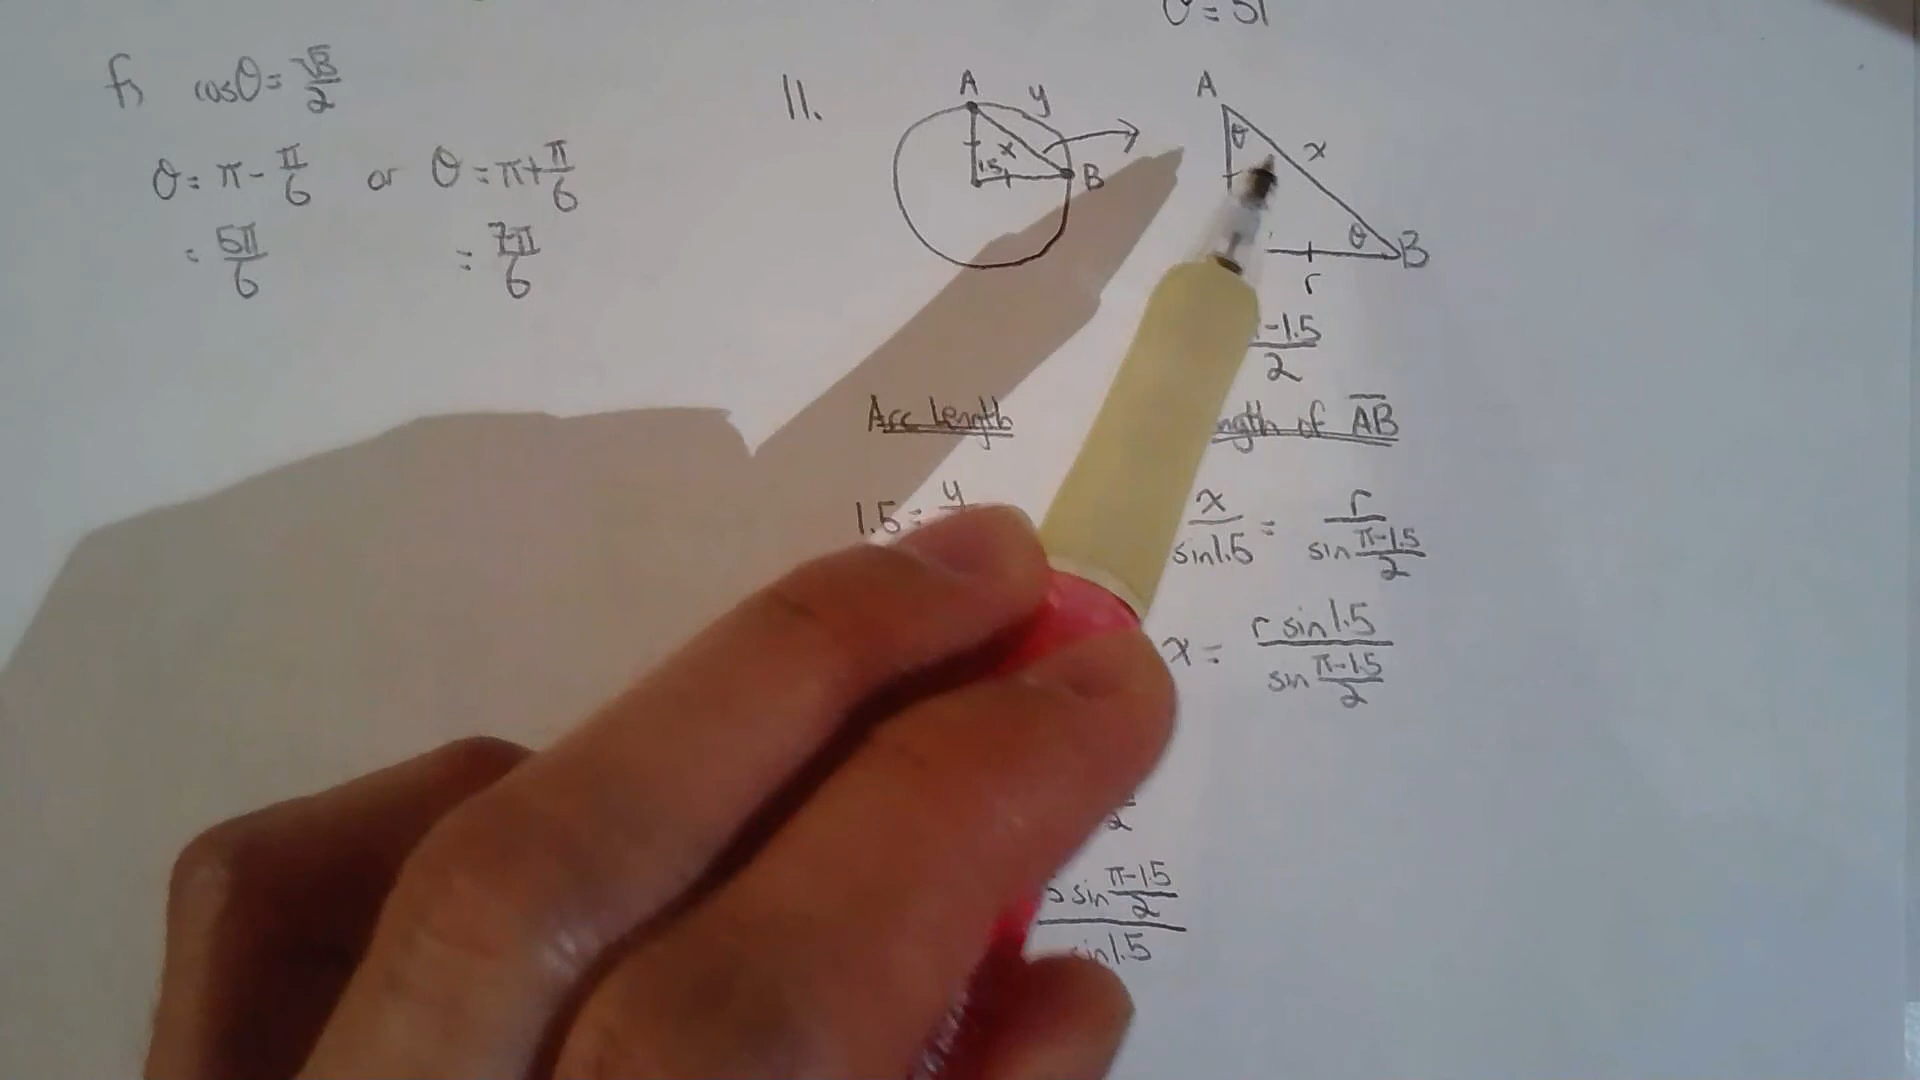 θ = 51
f) cosθ = √3/2
θ = π - π/6 or θ = π + π/6
= 5π/6 = 7π/6
11.
A y
x
1.5 B
A
θ x
θ B
r
-1.5/2
Arc Length
ngth of AB
1.5 = y
x/sin1.5 = r/sin π-1.5/2
x = r sin1.5/sin π-1.5/2
2
sin π-1.5/2
in1.5